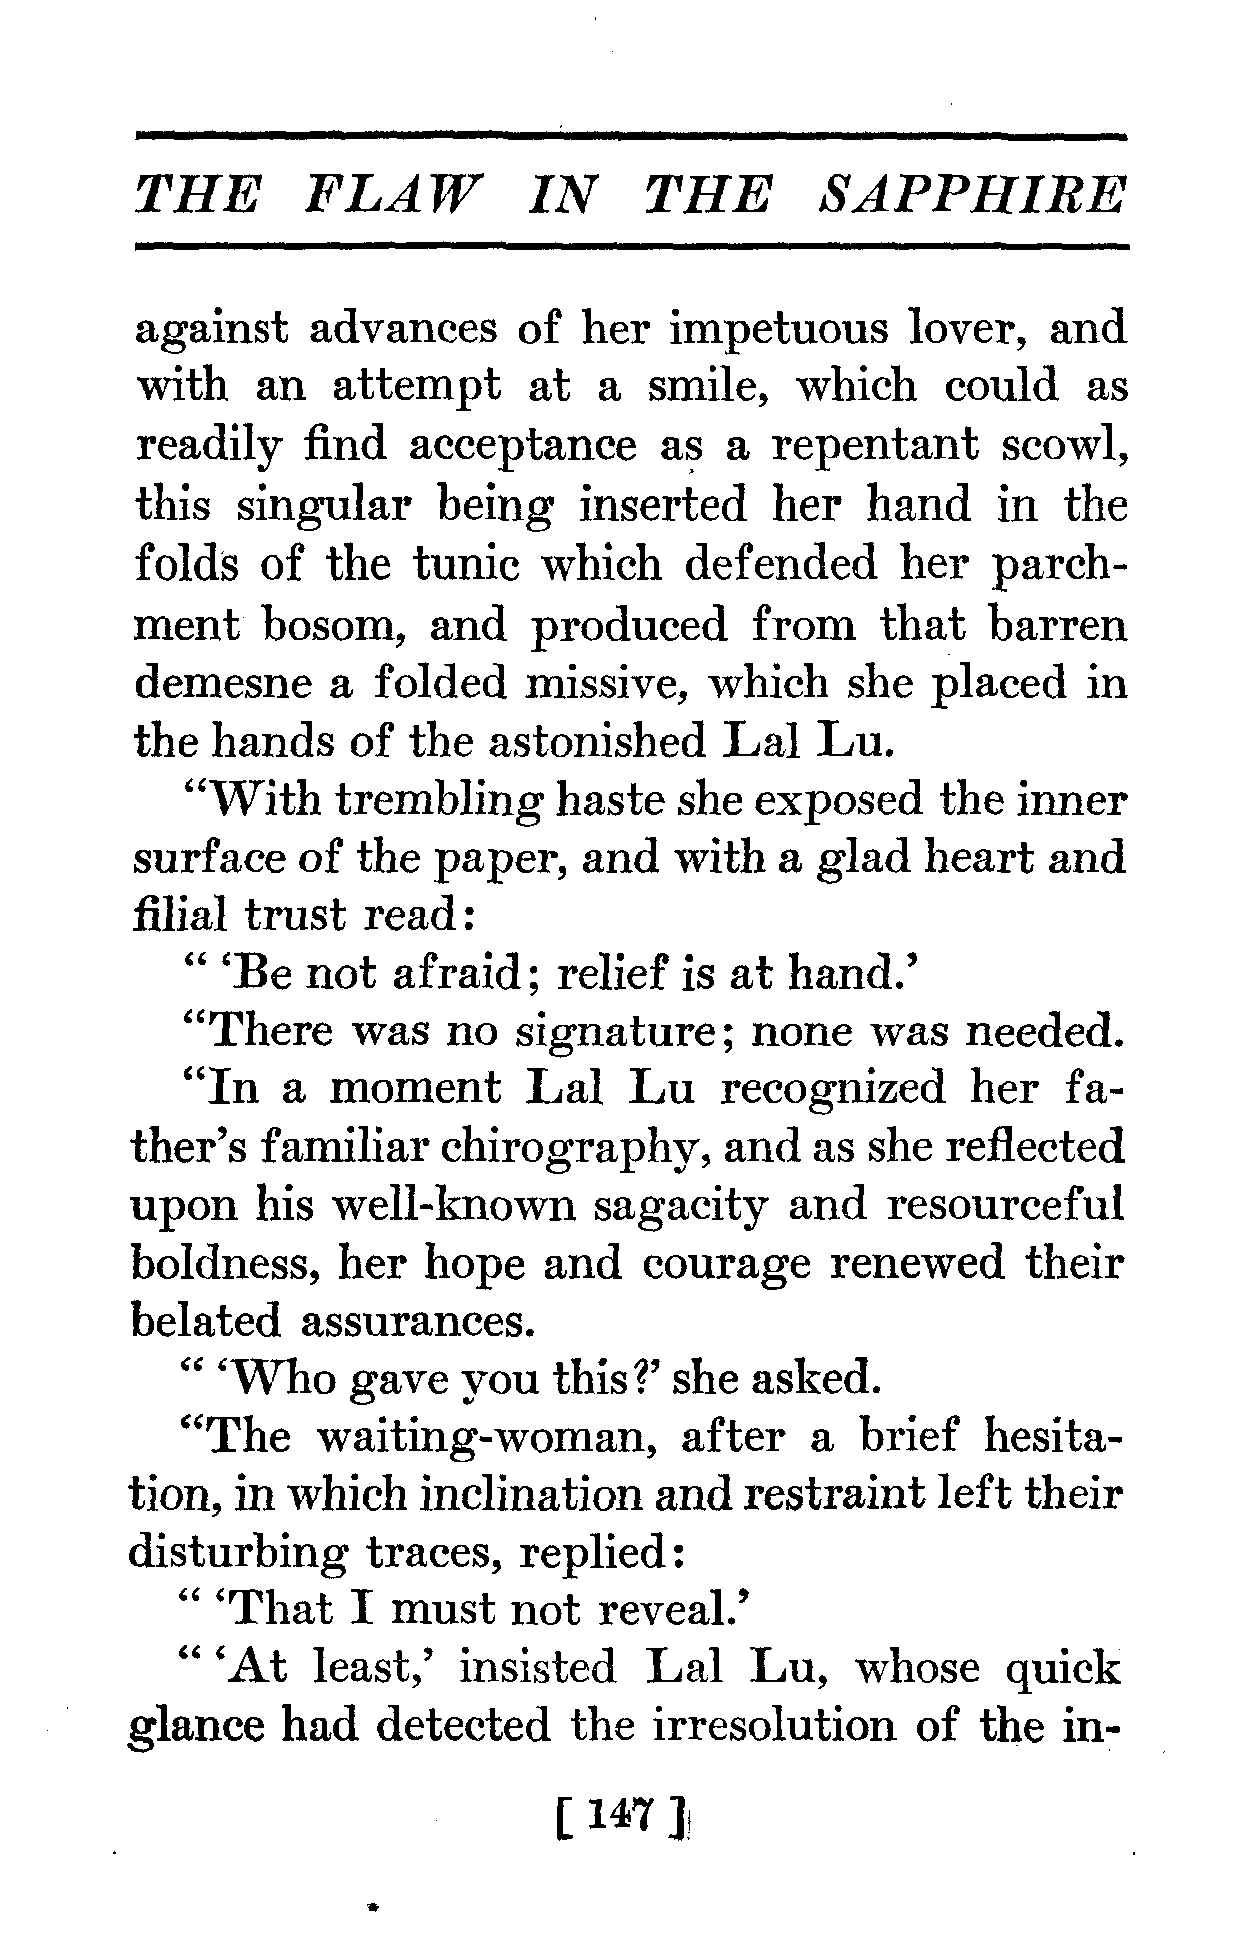 THE FLAW IN THE SAPPHIRE
against advances of her impetuous lover, and
with an attempt at a smile, which could as
readily find acceptance as a repentant scowl,
this singular being inserted her hand in the
folds of the tunic which defended her parch-
ment bosom, and produced from that barren
demesne a folded missive, which she placed in
the hands of the astonished Lal Lu.
“With trembling haste she exposed the inner
surface of the paper, and with a glad heart and
filial trust read:
“ ‘Be not afraid; relief is at hand.’
“There was no signature; none was needed.
“In a moment Lal Lu recognized her fa-
ther’s familiar chirography, and as she reflected
upon his well-known sagacity and resourceful
boldness, her hope and courage renewed their
belated assurances.
“ ‘Who gave you this?’ she asked.
“The waiting-woman, after a brief hesita-
tion, in which inclination and restraint left their
disturbing traces, replied:
“ ‘That I must not reveal.’
“ ‘At least,’ insisted Lal Lu, whose quick
glance had detected the irresolution of the in-
[ 147 ]